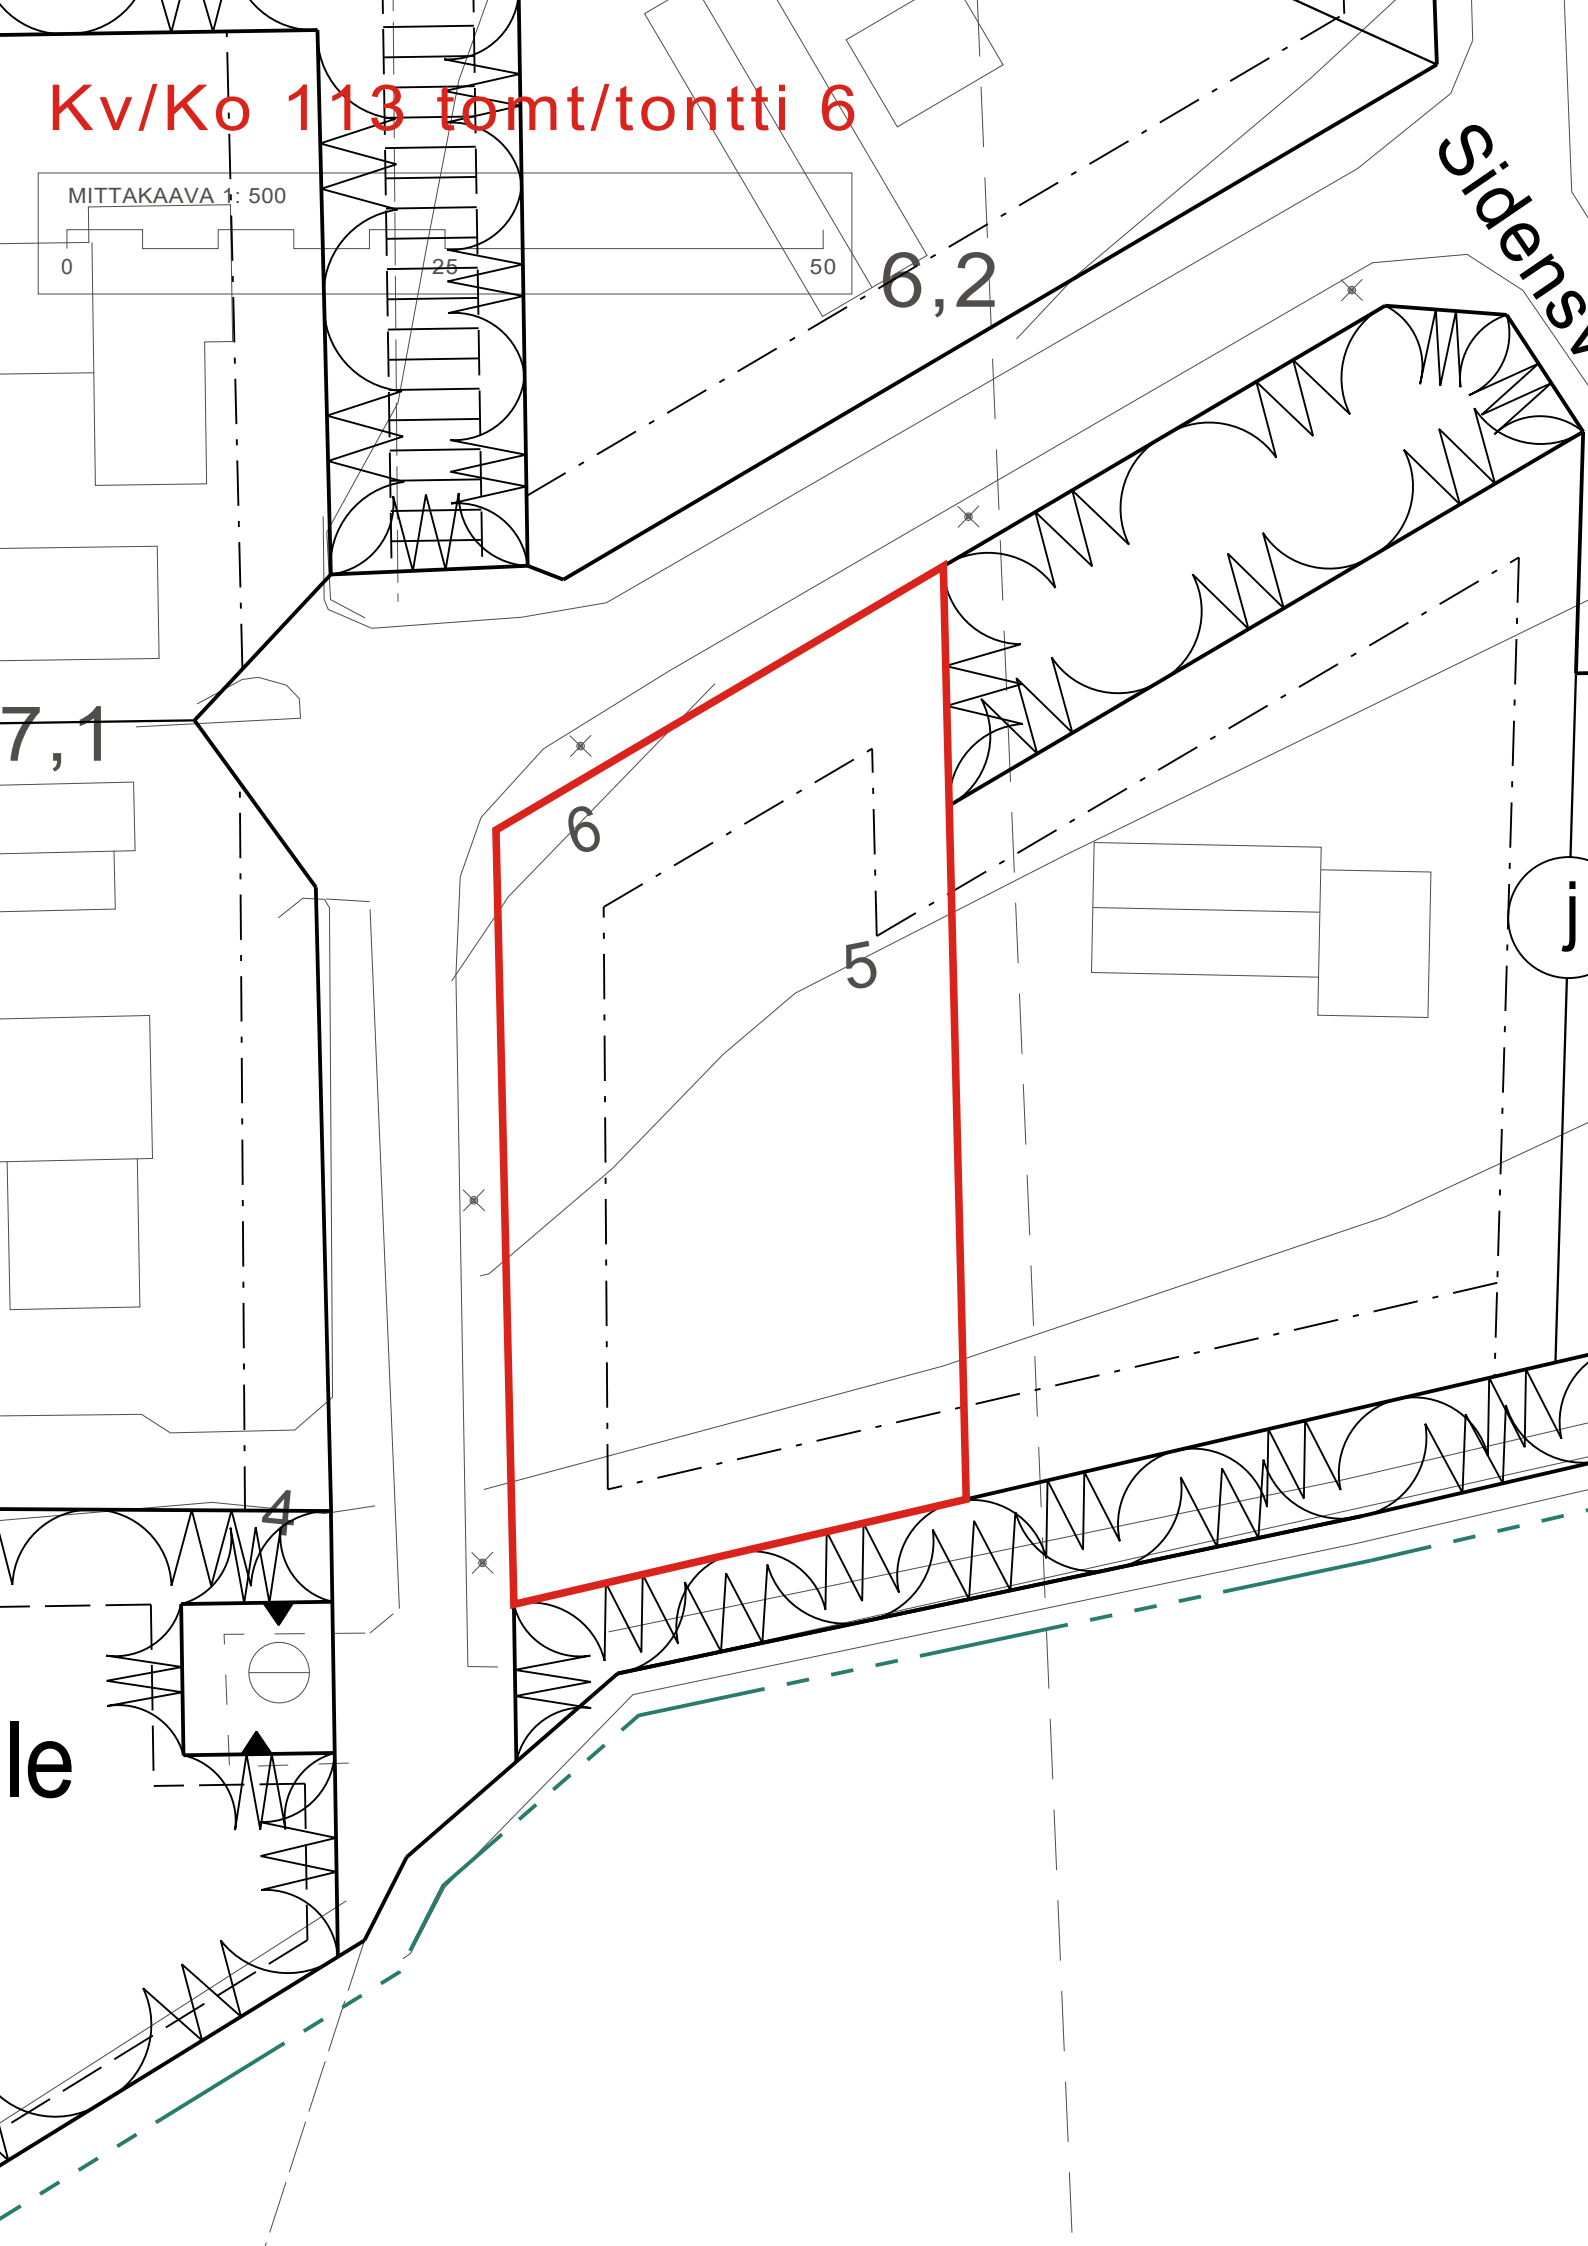 Kv/Ko 113 tomt/tontti 6
MITTAKAAVA 1: 500
0 25 50
6,2
Sidensv
7,1
6
5
j
4
le